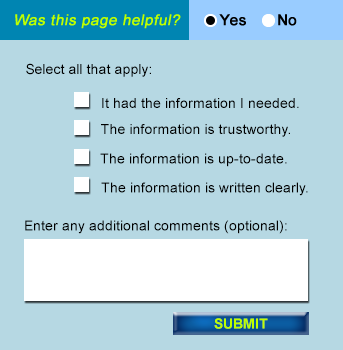 Was this page helpful? Yes No
Select all that apply:
It had the information I needed.
The information is trustworthy.
The information is up-to-date.
The information is written clearly.
Enter any additional comments (optional):
SUBMIT